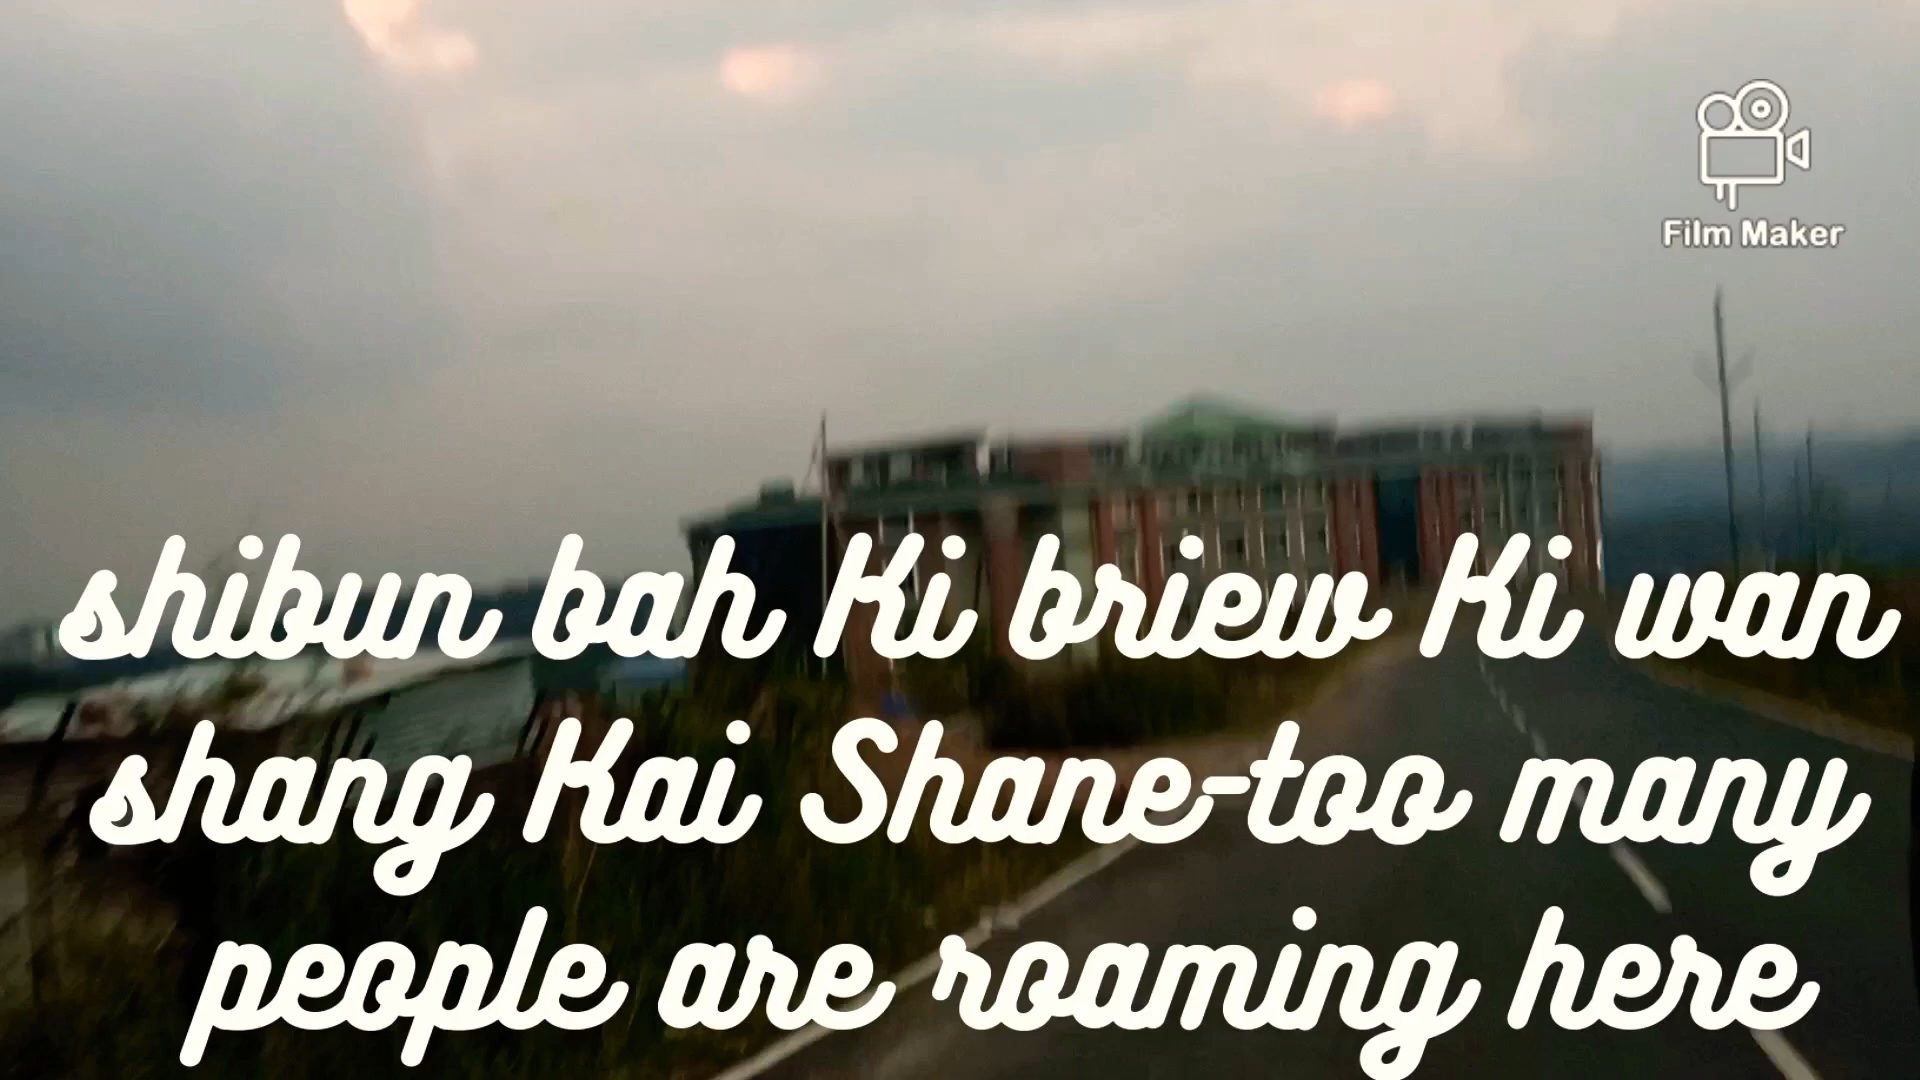 Film Maker
shibun bah Ki briew Ki wan
shang Kai Shane-too many
people are roaming here